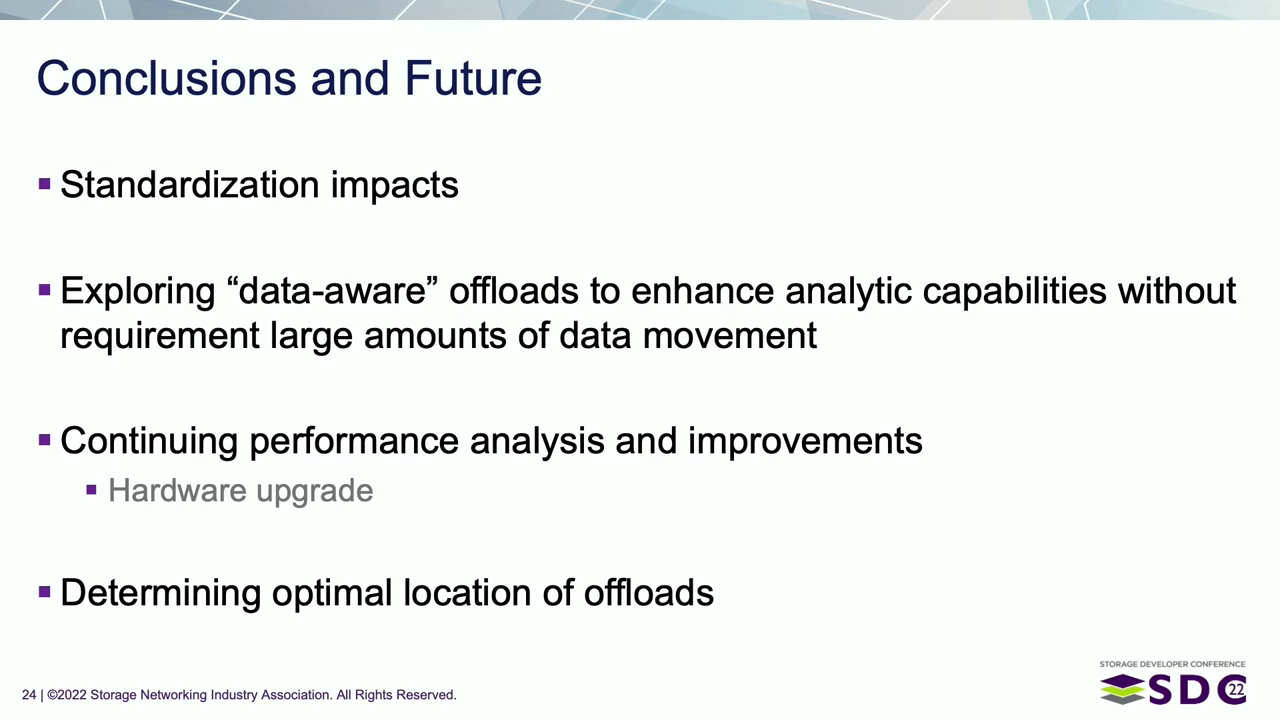 Conclusions and Future
▪ Standardization impacts
▪ Exploring “data-aware” offloads to enhance analytic capabilities without
requirement large amounts of data movement
▪ Continuing performance analysis and improvements
▪ Hardware upgrade
▪ Determining optimal location of offloads
STORAGE DEVELOPER CONFERENCE
SDC 22
24 | ©2022 Storage Networking Industry Association. All Rights Reserved.